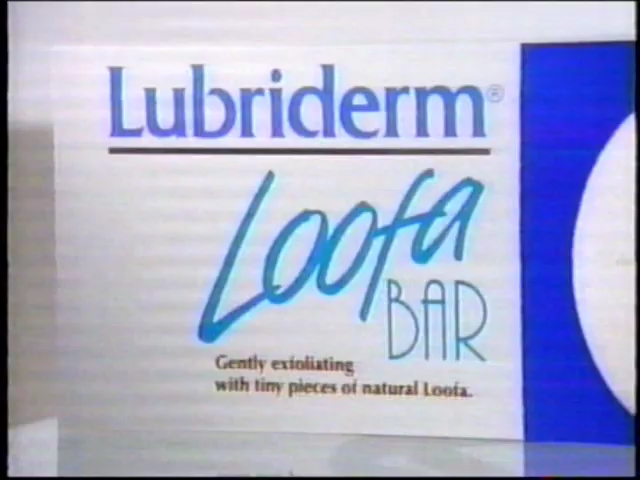 Lubriderm®
Loofa
BAR
Gently exfoliating
with tiny pieces of natural Loofa.